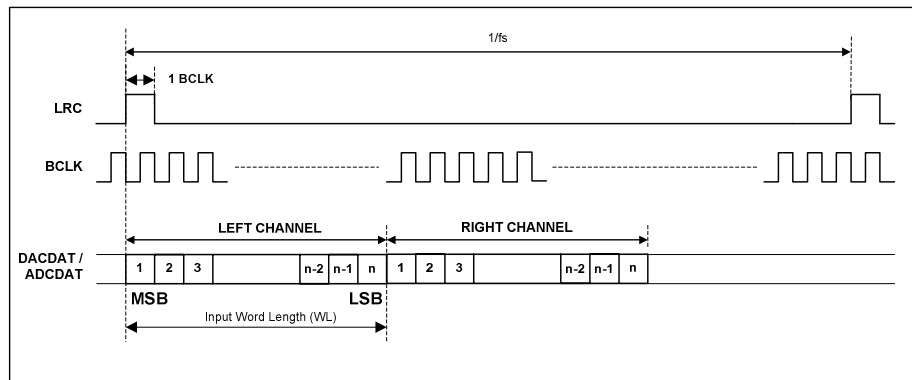 1/fs
1 BCLK
LRC
BCLK
LEFT CHANNEL RIGHT CHANNEL
DACDAT /
ADCDAT
1 2 3 n-2 n-1 n 1 2 3 n-2 n-1 n
MSB LSB
Input Word Length (WL)